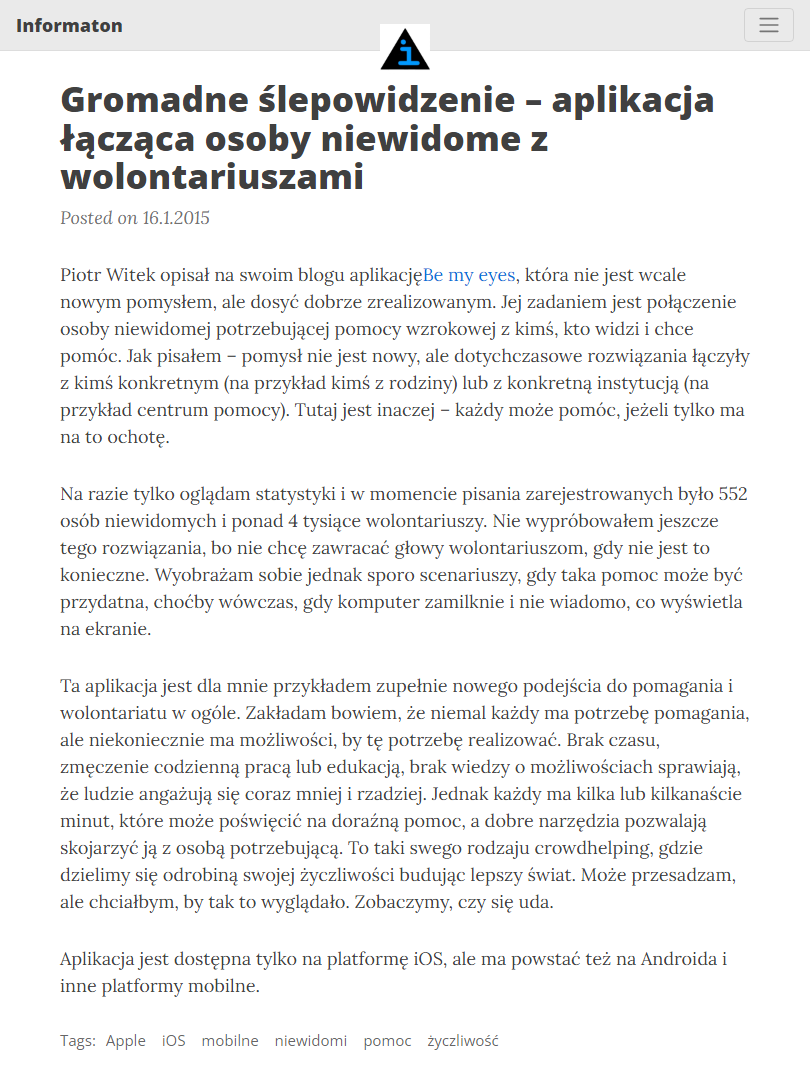 Informaton
i
Gromadne ślepowidzenie – aplikacja
łącząca osoby niewidome z
wolontariuszami
Posted on 16.1.2015
Piotr Witek opisał na swoim blogu aplikacjęBe my eyes, która nie jest wcale
nowym pomysłem, ale dosyć dobrze zrealizowanym. Jej zadaniem jest połączenie
osoby niewidomej potrzebującej pomocy wzrokowej z kimś, kto widzi i chce
pomóc. Jak pisałem – pomysł nie jest nowy, ale dotychczasowe rozwiązania łączyły
z kimś konkretnym (na przykład kimś z rodziny) lub z konkretną instytucją (na
przykład centrum pomocy). Tutaj jest inaczej – każdy może pomóc, jeżeli tylko ma
na to ochotę.
Na razie tylko oglądam statystyki i w momencie pisania zarejestrowanych było 552
osób niewidomych i ponad 4 tysiące wolontariuszy. Nie wypróbowałem jeszcze
tego rozwiązania, bo nie chcę zawracać głowy wolontariuszom, gdy nie jest to
konieczne. Wyobrażam sobie jednak sporo scenariuszy, gdy taka pomoc może być
przydatna, choćby wówczas, gdy komputer zamilknie i nie wiadomo, co wyświetla
na ekranie.
Ta aplikacja jest dla mnie przykładem zupełnie nowego podejścia do pomagania i
wolontariatu w ogóle. Zakładam bowiem, że niemal każdy ma potrzebę pomagania,
ale niekoniecznie ma możliwości, by tę potrzebę realizować. Brak czasu,
zmęczenie codzienną pracą lub edukacją, brak wiedzy o możliwościach sprawiają,
że ludzie angażują się coraz mniej i rzadziej. Jednak każdy ma kilka lub kilkanaście
minut, które może poświęcić na doraźną pomoc, a dobre narzędzia pozwalają
skojarzyć ją z osobą potrzebującą. To taki swego rodzaju crowdhelping, gdzie
dzielimy się odrobiną swojej życzliwości budując lepszy świat. Może przesadzam,
ale chciałbym, by tak to wyglądało. Zobaczymy, czy się uda.
Aplikacja jest dostępna tylko na platformę iOS, ale ma powstać też na Androida i
inne platformy mobilne.
Tags: Apple iOS mobilne niewidomi pomoc życzliwość